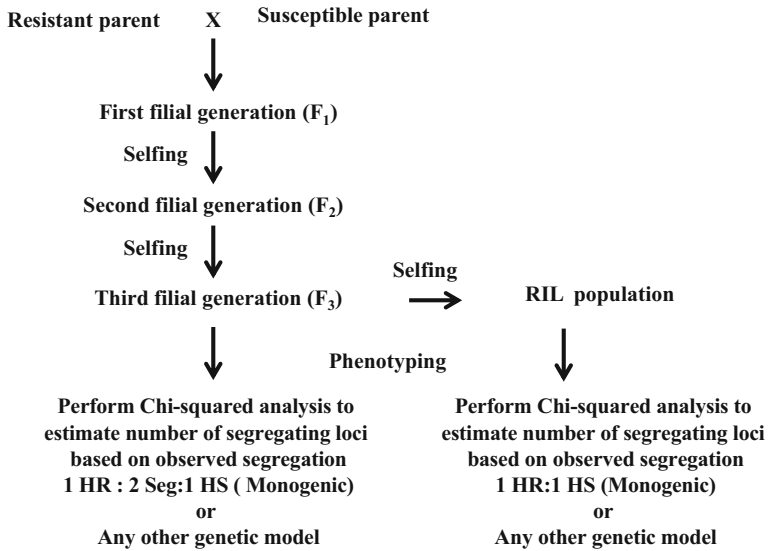 Resistant parent X Susceptible parent
First filial generation (F1)
Selfing
Second filial generation (F2)
Selfing
Third filial generation (F3)
Selfing
RIL population
Phenotyping
Perform Chi-squared analysis to
estimate number of segregating loci
based on observed segregation
1 HR : 2 Seg:1 HS ( Monogenic)
or
Any other genetic model
Perform Chi-squared analysis to
estimate number of segregating loci
based on observed segregation
1 HR:1 HS (Monogenic)
or
Any other genetic model